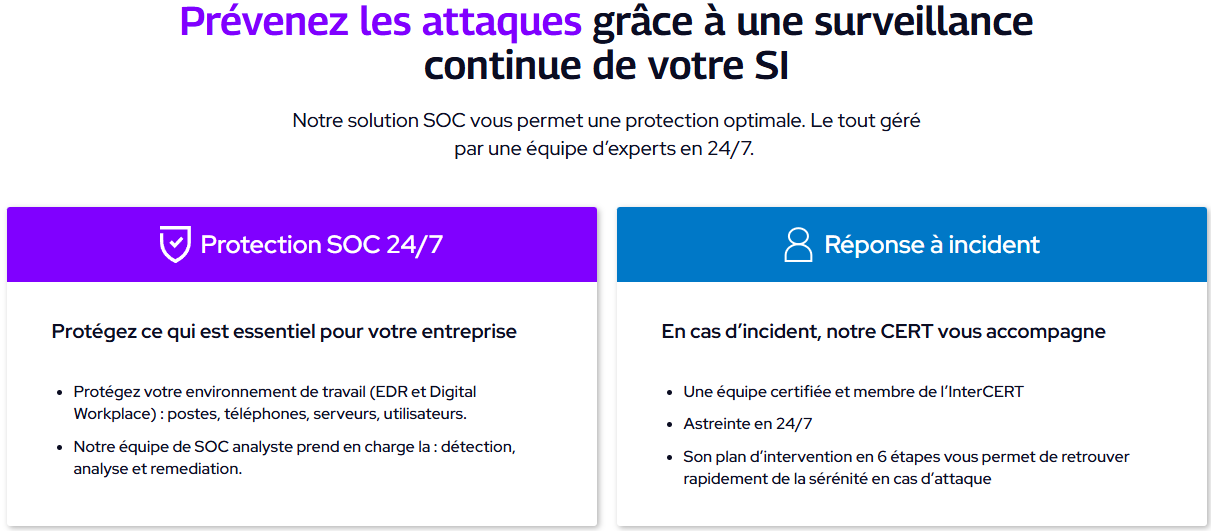 Prévenez les attaques grâce à une surveillance
continue de votre SI
Notre solution SOC vous permet une protection optimale. Le tout géré
par une équipe d’experts en 24/7.
Protection SOC 24/7
Protégez ce qui est essentiel pour votre entreprise
• Protégez votre environnement de travail (EDR et Digital
Workplace) : postes, téléphones, serveurs, utilisateurs.
• Notre équipe de SOC analyste prend en charge la : détection,
analyse et remediation.
Réponse à incident
En cas d’incident, notre CERT vous accompagne
• Une équipe certifiée et membre de l’InterCERT
• Astreinte en 24/7
• Son plan d’intervention en 6 étapes vous permet de retrouver
rapidement de la sérénité en cas d’attaque